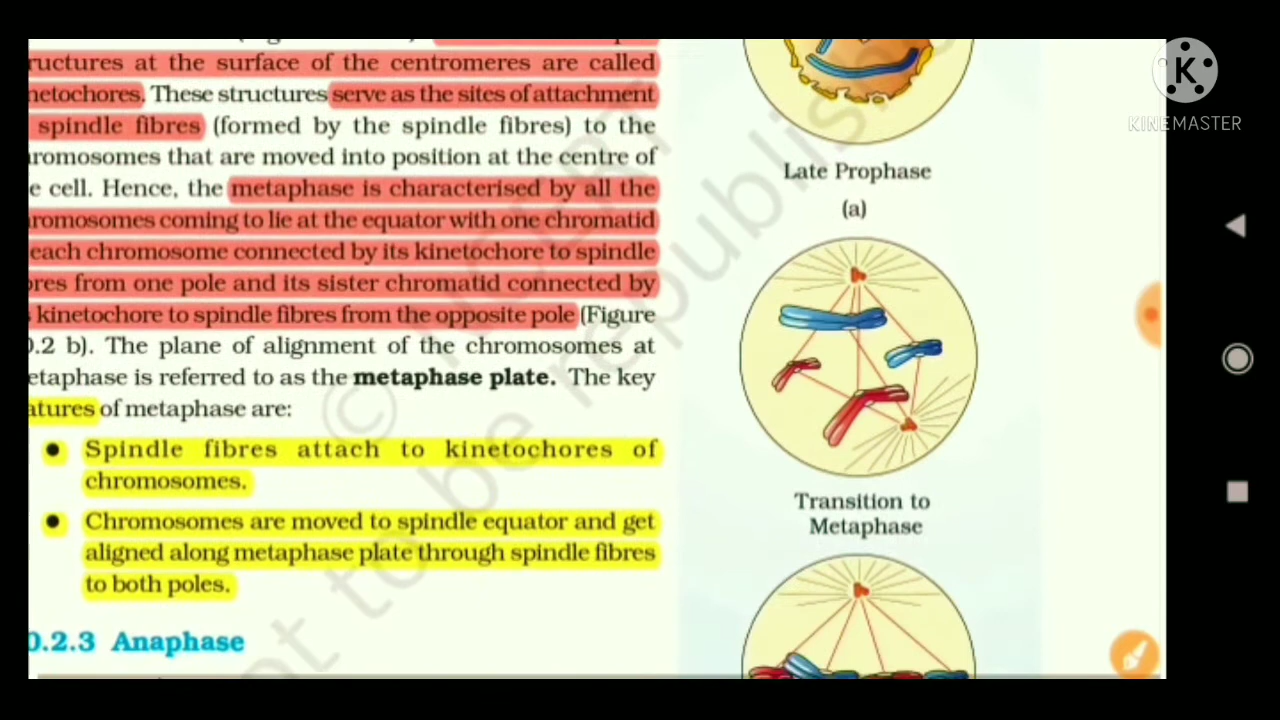 ructures at the surface of the centromeres are called
netochores. These structures serve as the sites of attachment
spindle fibres (formed by the spindle fibres) to the
romosomes that are moved into position at the centre of
e cell. Hence, the metaphase is characterised by all the
romosomes coming to lie at the equator with one chromatid
each chromosome connected by its kinetochore to spindle
res from one pole and its sister chromatid connected by
kinetochore to spindle fibres from the opposite pole (Figure
0.2 b). The plane of alignment of the chromosomes at
etaphase is referred to as the metaphase plate. The key
atures of metaphase are:
● Spindle fibres attach to kinetochores of
chromosomes.
● Chromosomes are moved to spindle equator and get
aligned along metaphase plate through spindle fibres
to both poles.
0.2.3 Anaphase
Late Prophase
(a)
Transition to
Metaphase
K
KINEMASTER
©
not to be republis